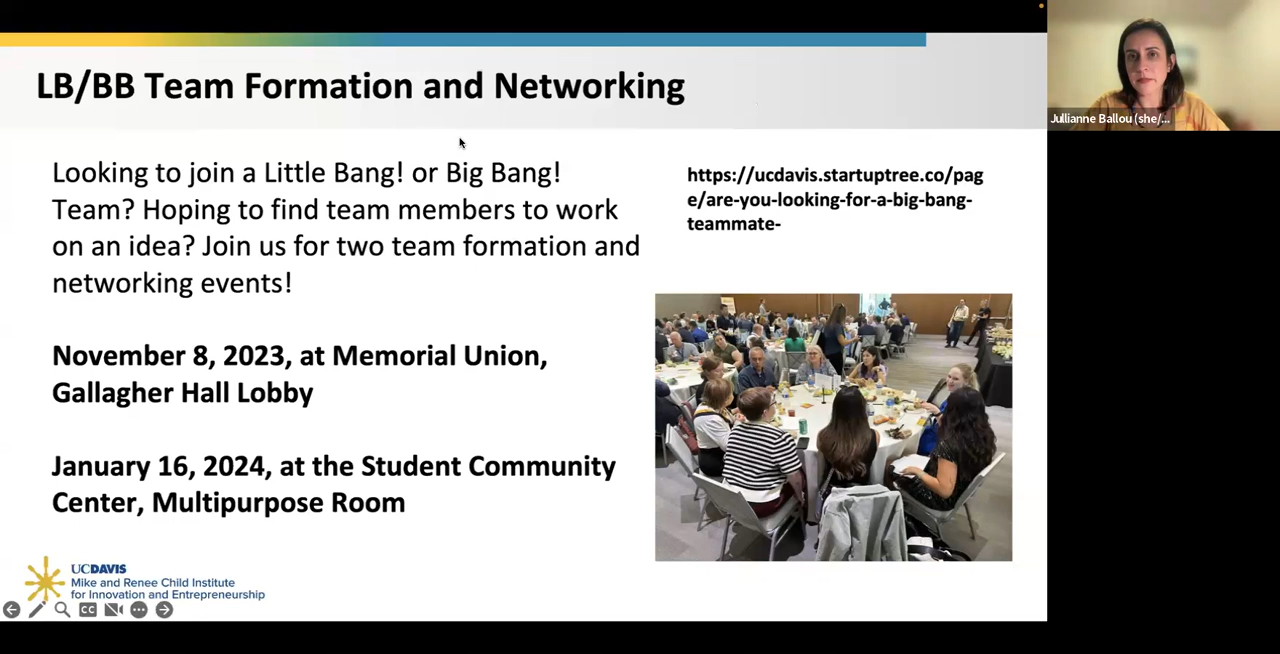 LB/BB Team Formation and Networking
Looking to join a Little Bang! or Big Bang!
Team? Hoping to find team members to work
on an idea? Join us for two team formation and
networking events!
November 8, 2023, at Memorial Union,
Gallagher Hall Lobby
January 16, 2024, at the Student Community
Center, Multipurpose Room
https://ucdavis.startuptree.co/pag
e/are-you-looking-for-a-big-bang-
teammate-
UCDAVIS
Mike and Renee Child Institute
for Innovation and Entrepreneurship
CC
Jullianne Ballou (she/...